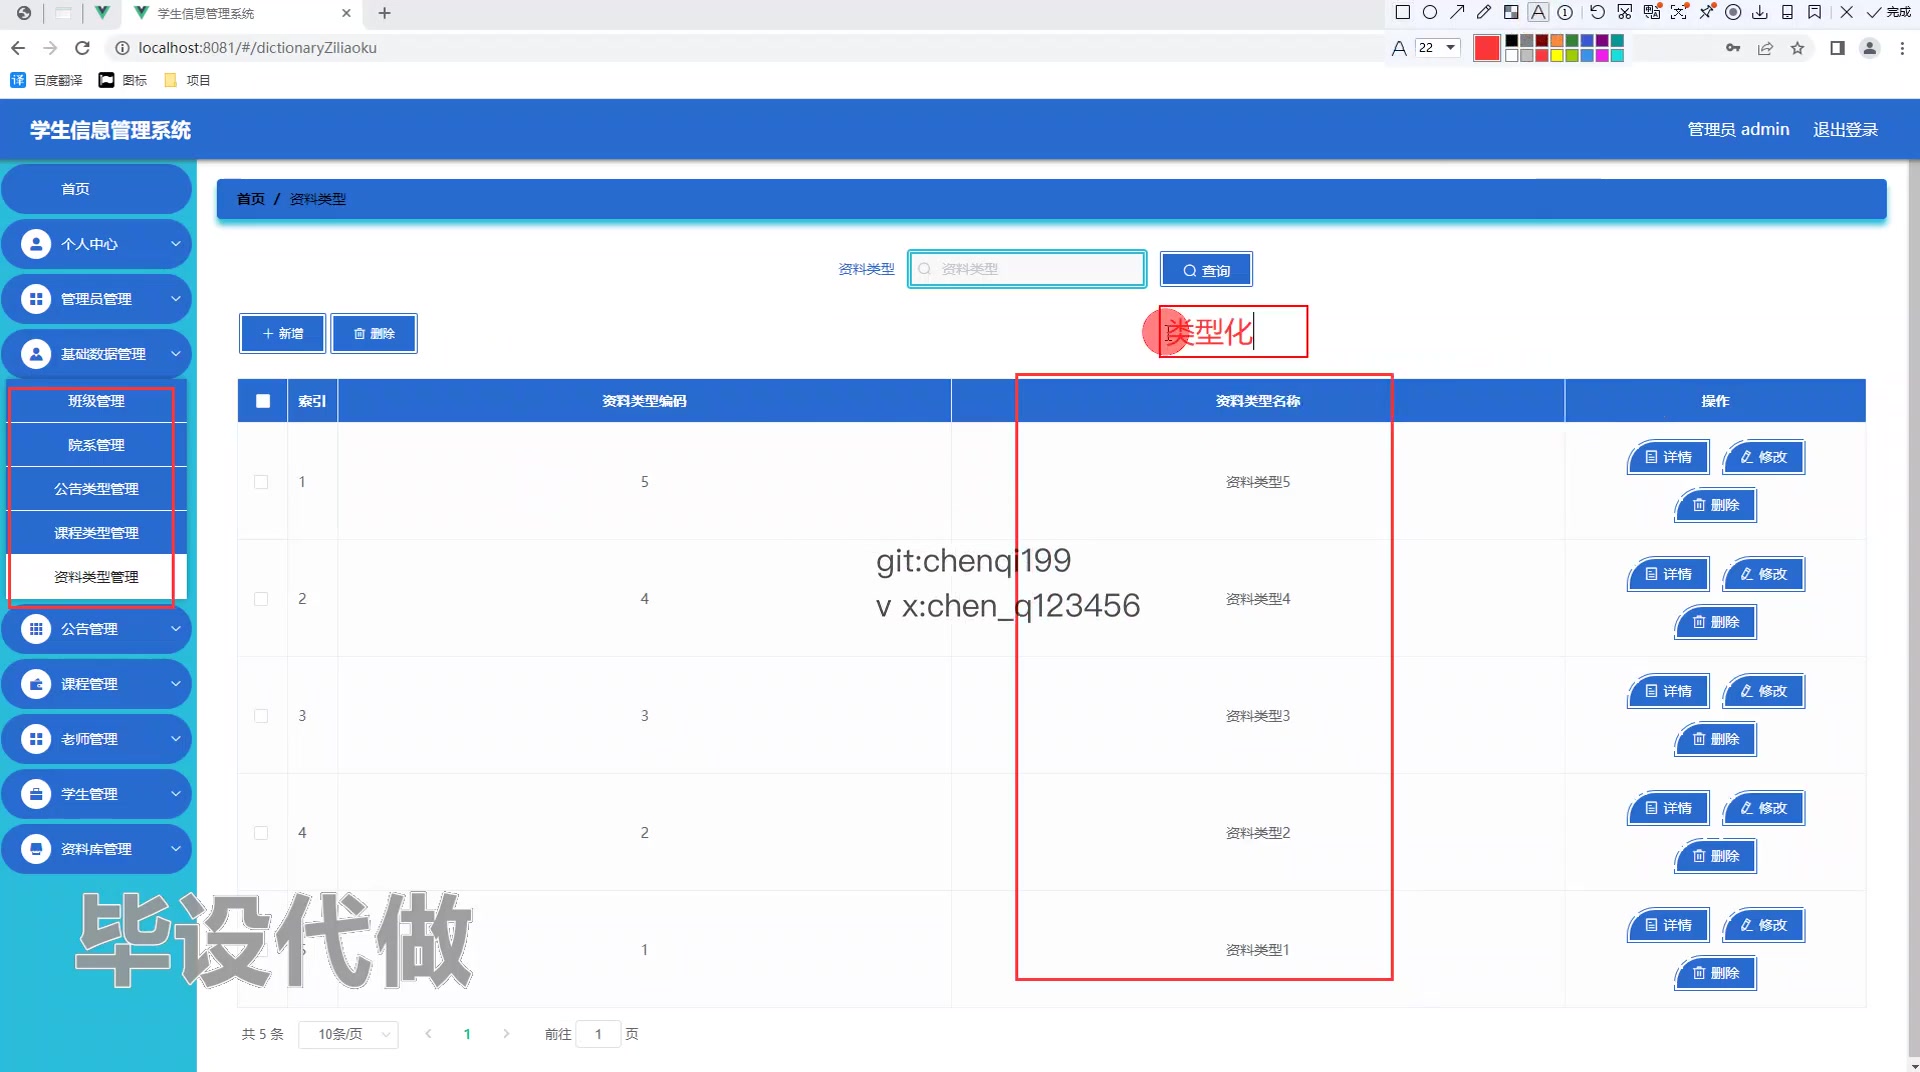 学生信息管理系统
完成
localhost:8081/#/dictionaryZiliaoku
A 22
译 百度翻译 图标 项目
学生信息管理系统
管理员 admin 退出登录
首页
个人中心
管理员管理
基础数据管理
班级管理
院系管理
公告类型管理
课程类型管理
资料类型管理
公告管理
课程管理
老师管理
学生管理
资料库管理
首页 / 资料类型
资料类型 资料类型 查询
新增 删除
类型化
索引 资料类型编码 资料类型名称 操作
1 5 资料类型5 详情 修改
删除
git:chenqi199
v x:chen_q123456
2 4 资料类型4 详情 修改
删除
3 3 资料类型3 详情 修改
删除
4 2 资料类型2 详情 修改
删除
5 1 资料类型1 详情 修改
删除
毕设代做
共 5 条 10条/页 1 前往 1 页